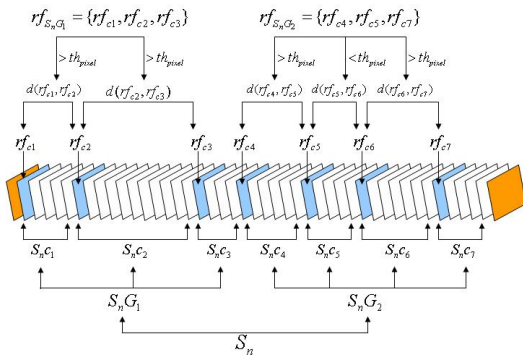 rf_{S_nG_1} = {rf_{c1}, rf_{c2}, rf_{c3}} rf_{S_nG_2} = {rf_{c4}, rf_{c5}, rf_{c7}}
>th_{pixel} >th_{pixel} >th_{pixel} <th_{pixel} >th_{pixel}
d(rf_{c1}, rf_{c2}) d(rf_{c2}, rf_{c3}) d(rf_{c4}, rf_{c5}) d(rf_{c5}, rf_{c6}) d(rf_{c6}, rf_{c7})
rf_{c1} rf_{c2} rf_{c3} rf_{c4} rf_{c5} rf_{c6} rf_{c7}
S_nc_1 S_nc_2 S_nc_3 S_nc_4 S_nc_5 S_nc_6 S_nc_7
S_nG_1 S_nG_2
S_n